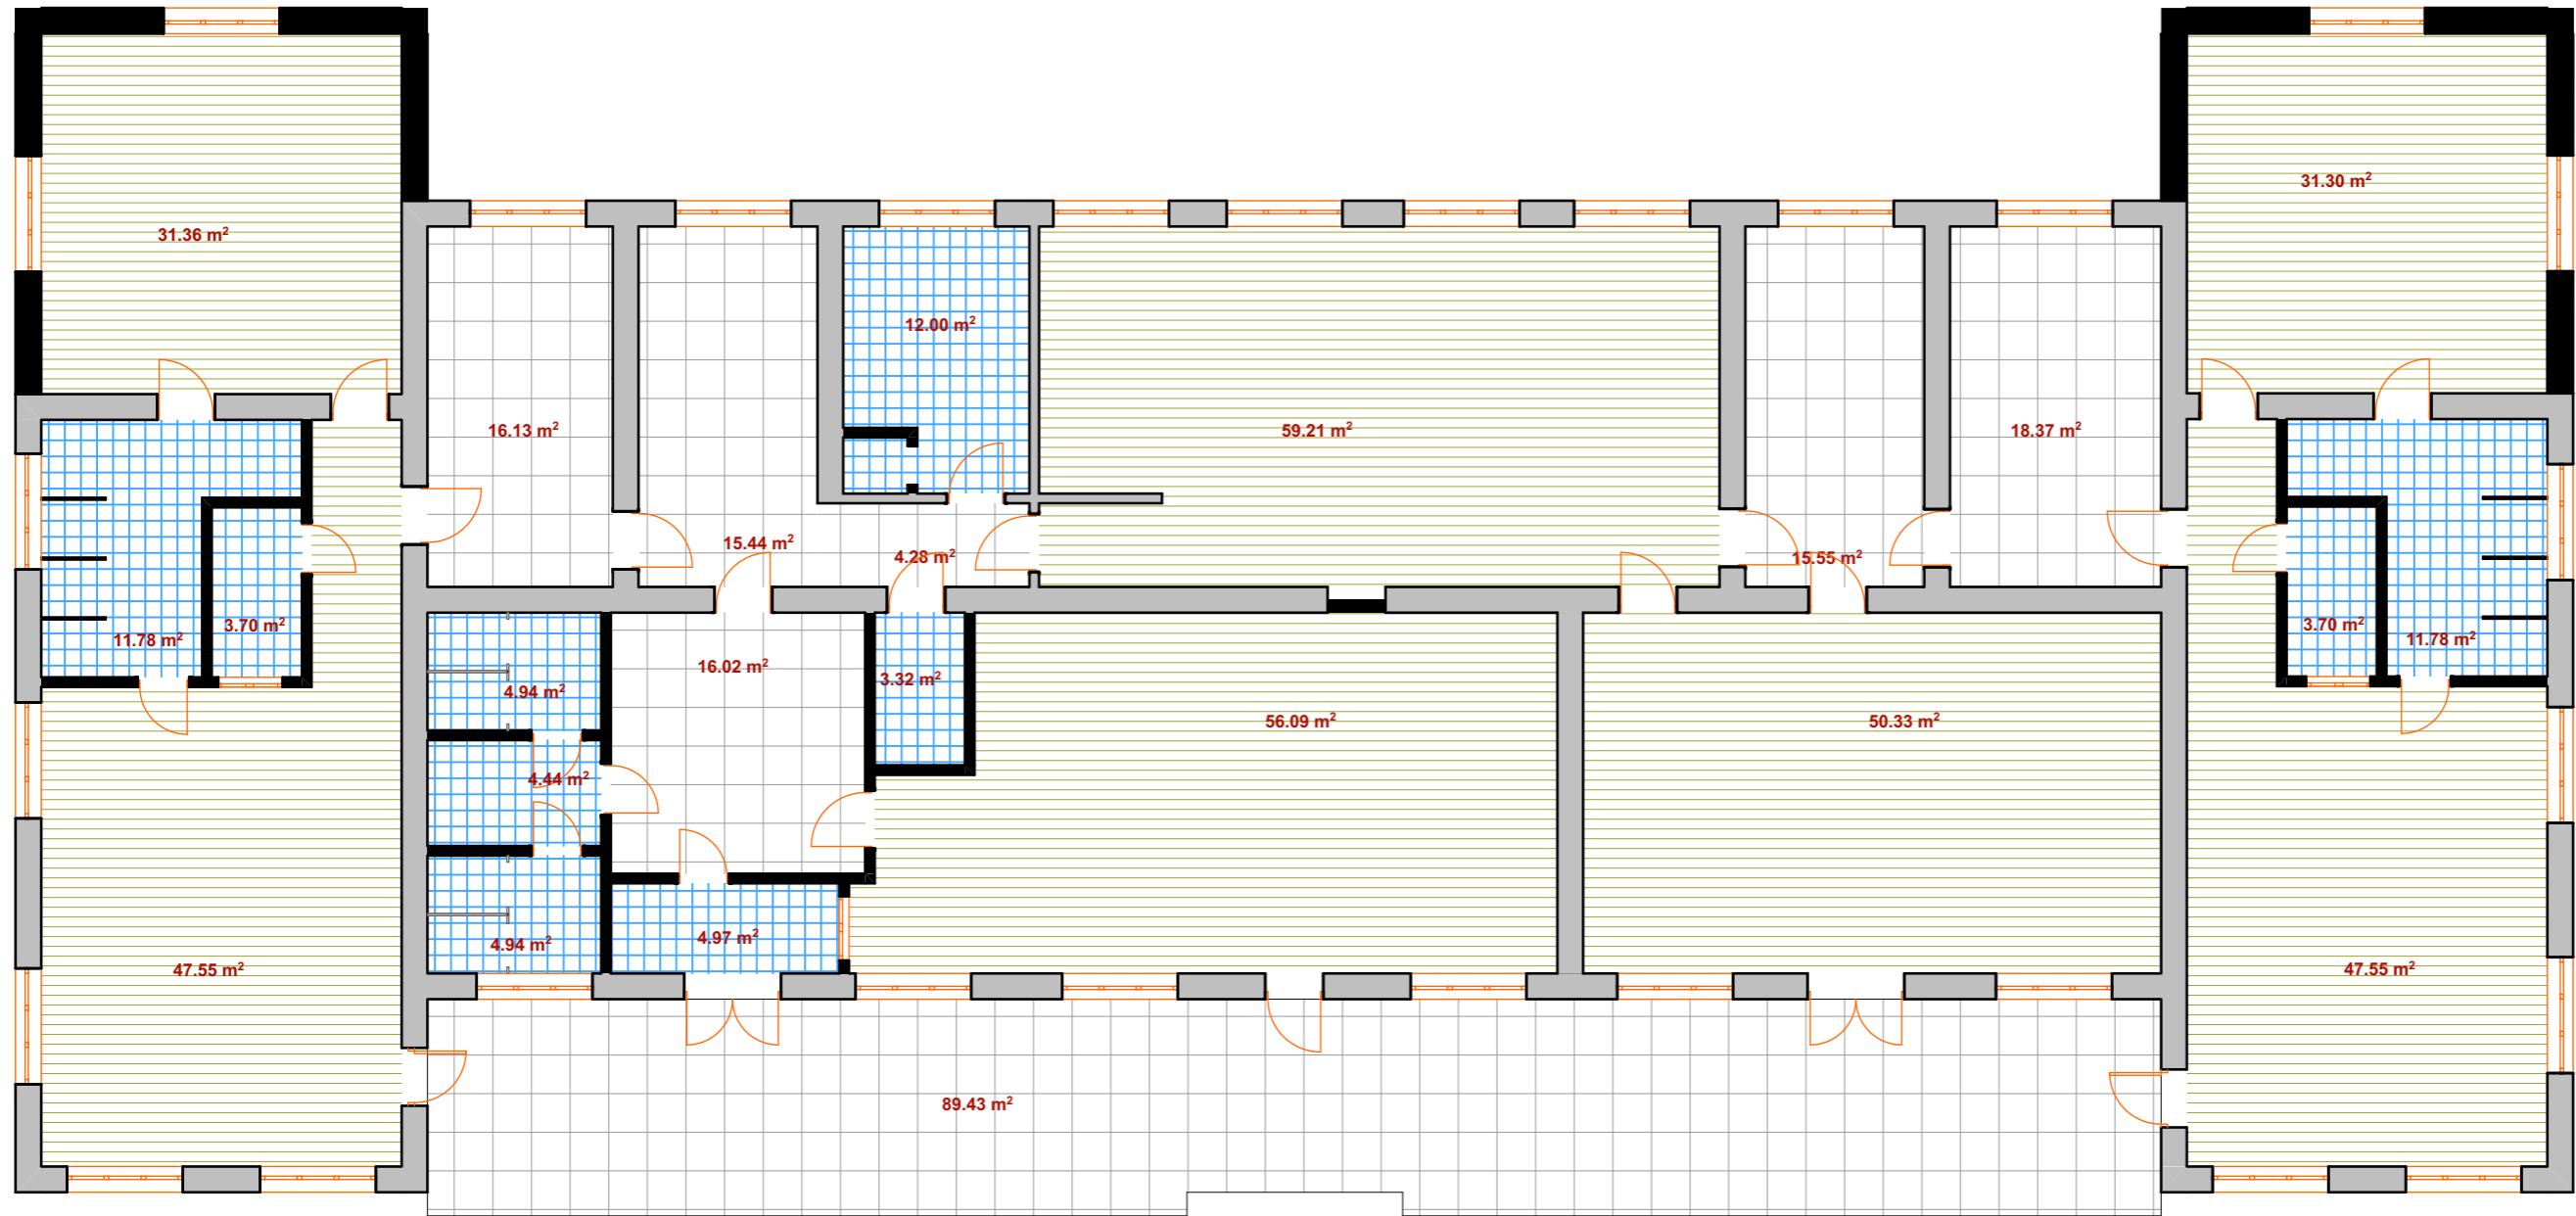 31.30 m²
31.36 m²
12.00 m²
16.13 m²
59.21 m²
18.37 m²
15.44 m²
4.28 m²
15.55 m²
3.70 m²
11.78 m²
3.70 m²
11.78 m²
16.02 m²
3.32 m²
4.94 m²
56.09 m²
50.33 m²
4.44 m²
4.97 m²
4.94 m²
47.55 m²
47.55 m²
89.43 m²